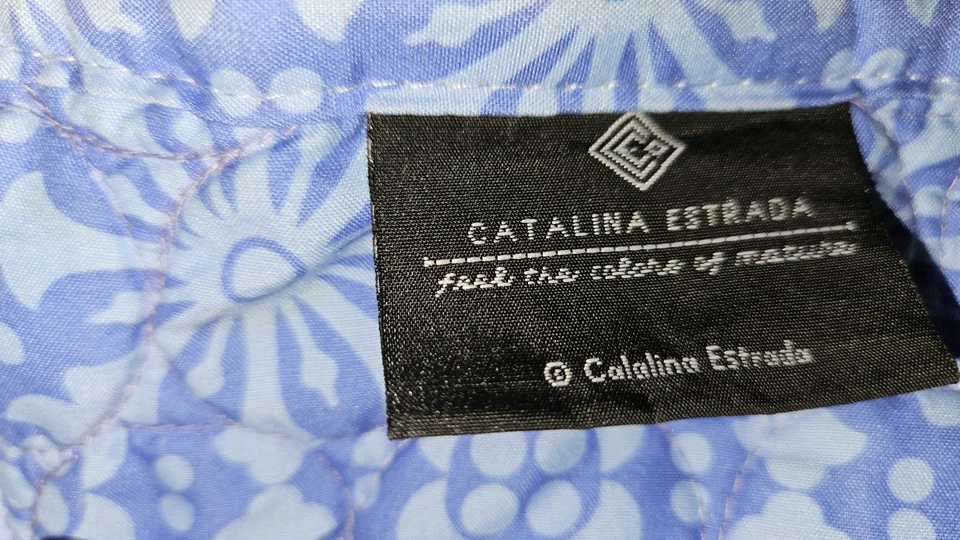 CATALINA ESTRADA
feel the colors of nature
© Catalina Estrada